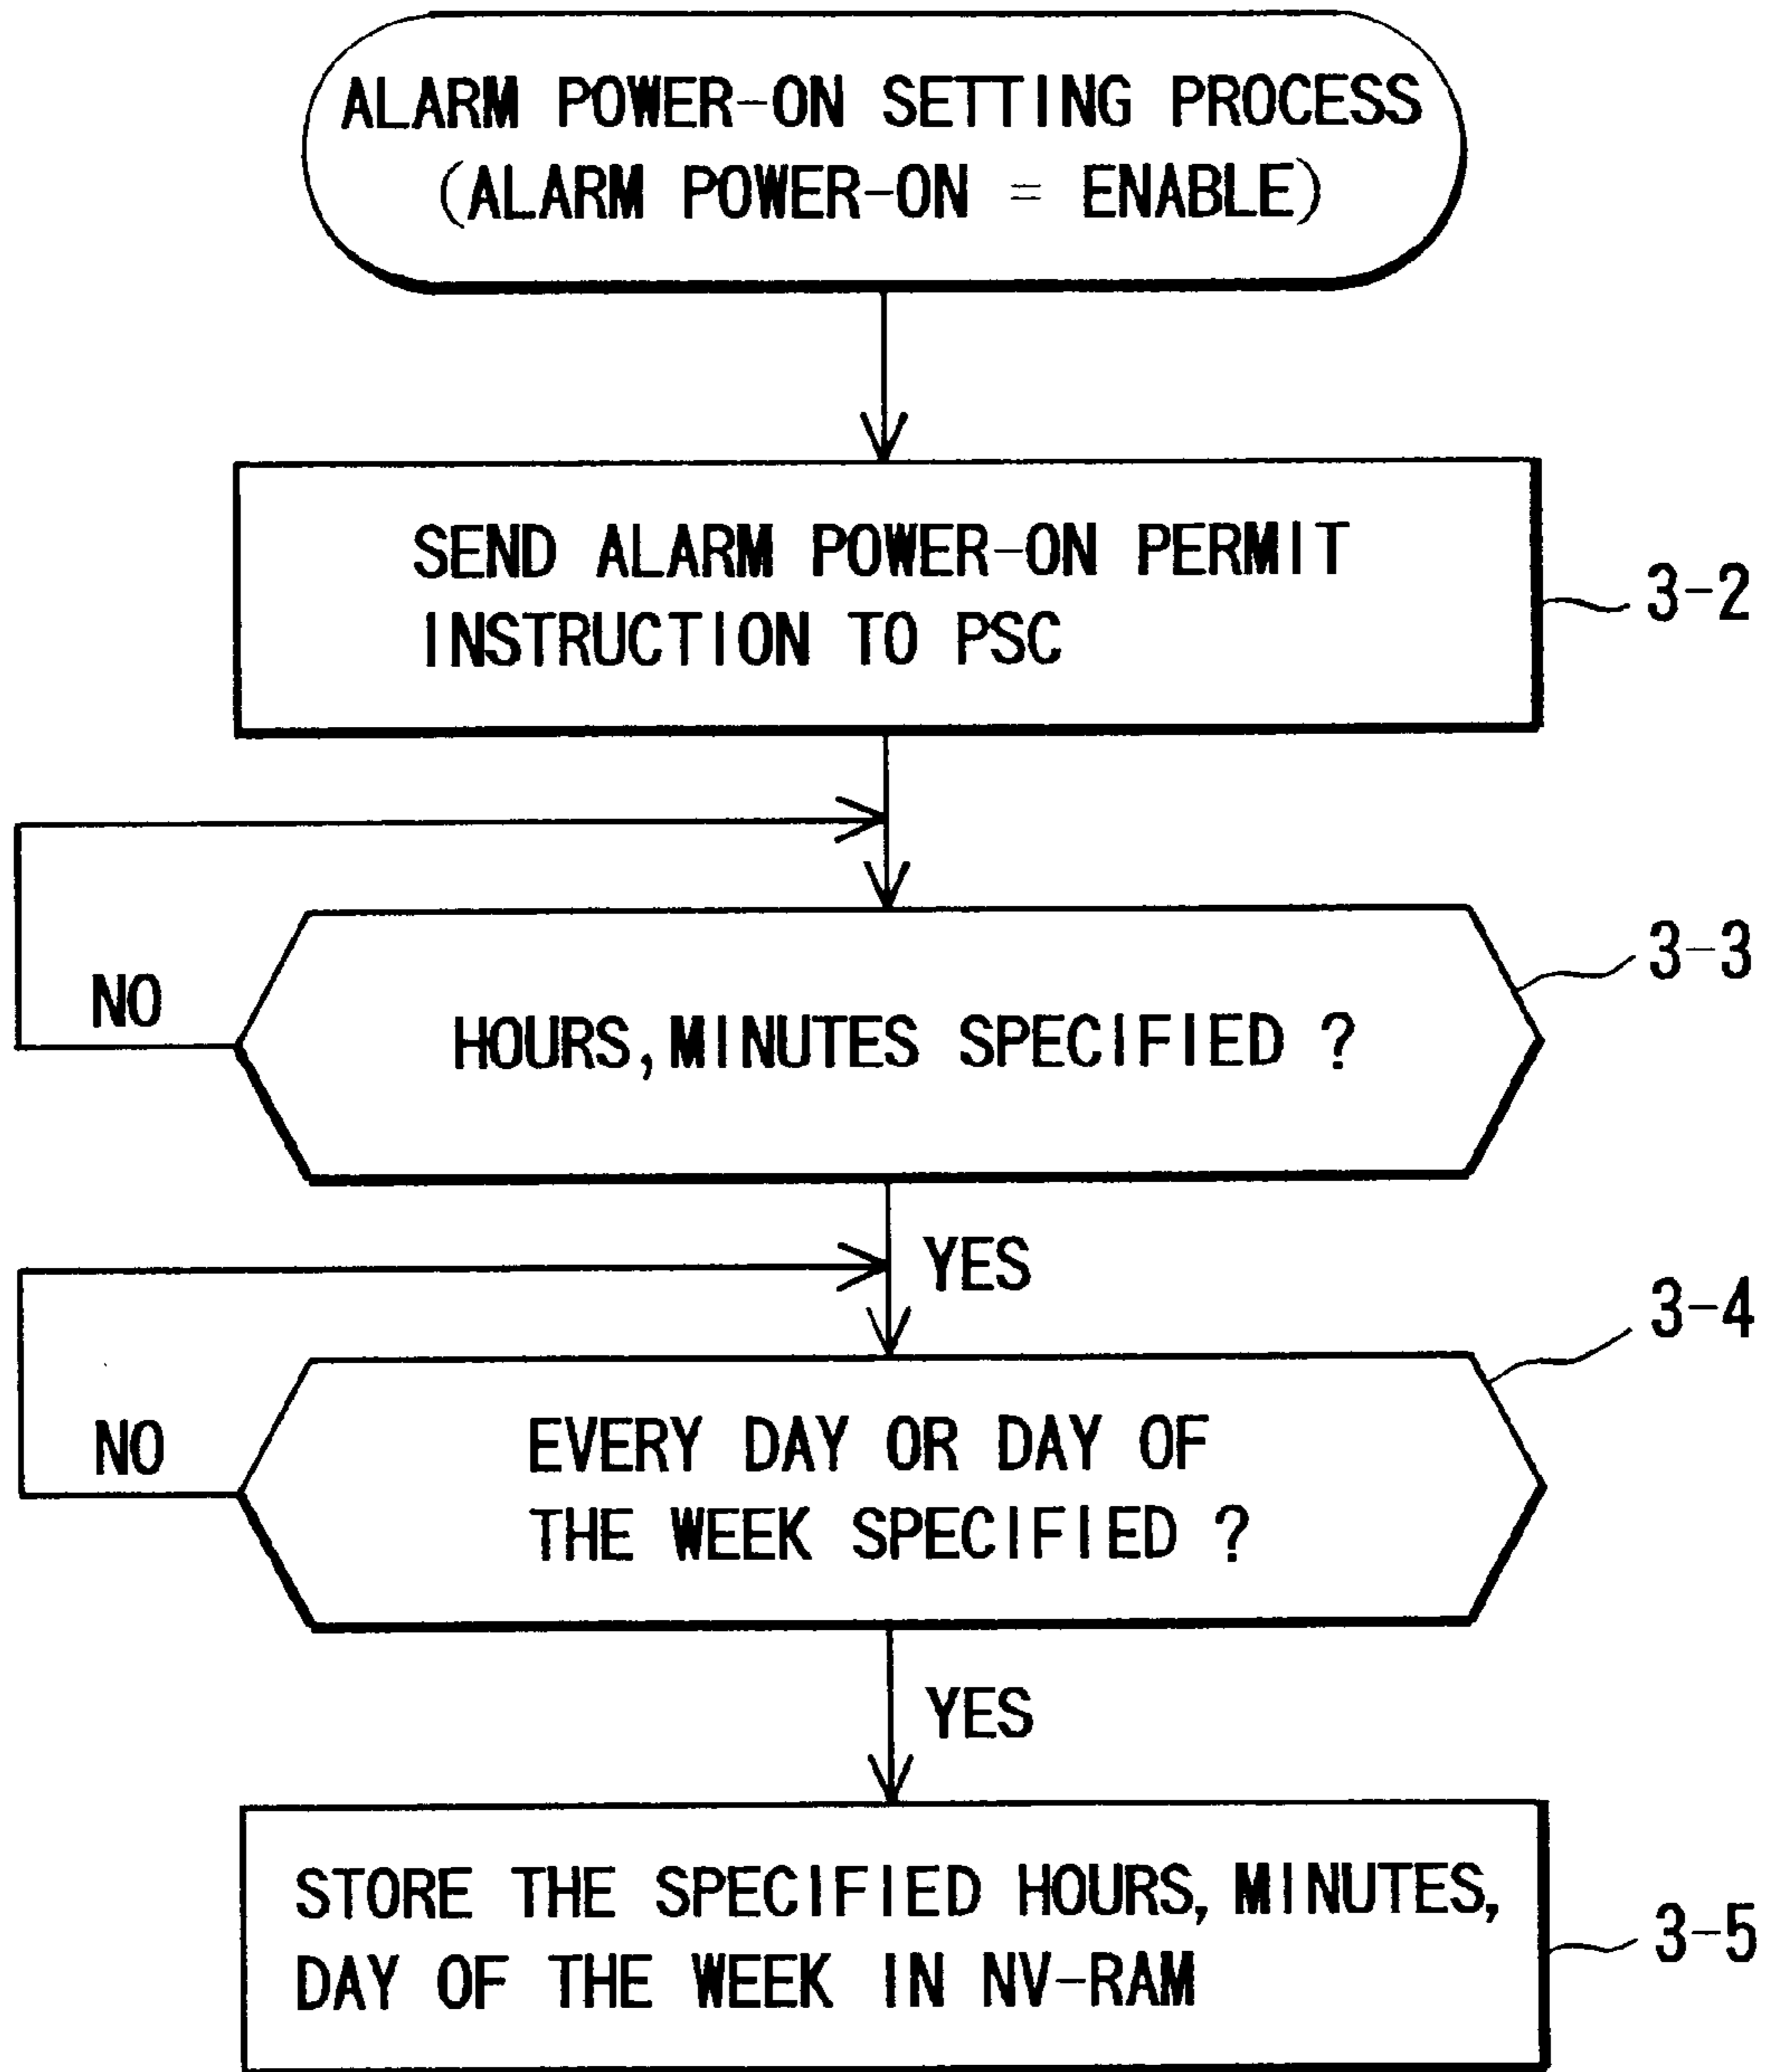 ALARM POWER-ON SETTING PROCESS
(ALARM POWER-ON = ENABLE)
SEND ALARM POWER-ON PERMIT
INSTRUCTION TO PSC
3-2
3-3
NO
HOURS, MINUTES SPECIFIED ?
YES
3-4
NO
EVERY DAY OR DAY OF
THE WEEK SPECIFIED ?
YES
STORE THE SPECIFIED HOURS, MINUTES,
DAY OF THE WEEK IN NV-RAM
3-5